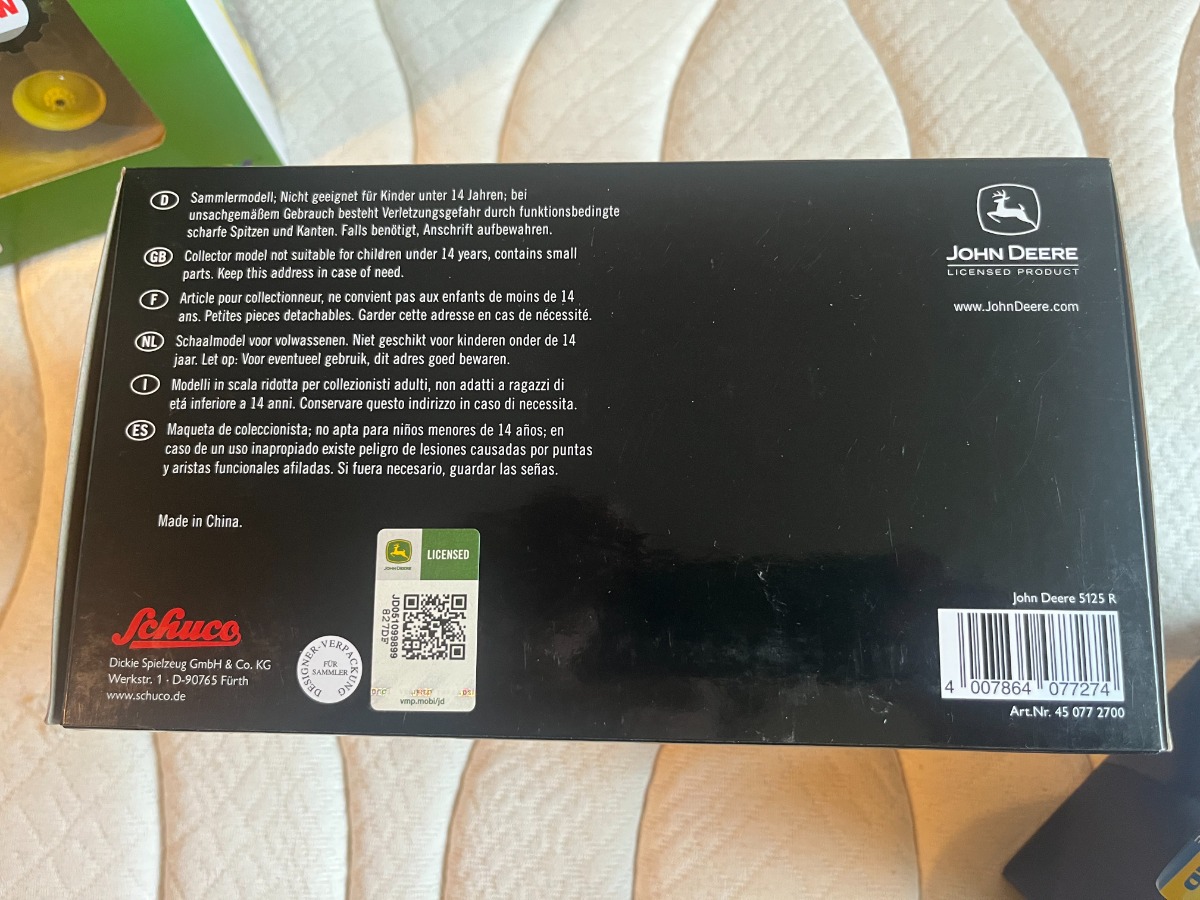 D
Sammlermodell; Nicht geeignet für Kinder unter 14 Jahren; bei
unsachgemäßem Gebrauch besteht Verletzungsgefahr durch funktionsbedingte
scharfe Spitzen und Kanten. Falls benötigt, Anschrift aufbewahren.
GB
Collector model not suitable for children under 14 years, contains small
parts. Keep this address in case of need.
F
Article pour collectionneur, ne convient pas aux enfants de moins de 14
ans. Petites pieces detachables. Garder cette adresse en cas de nécessité.
NL
Schaalmodel voor volwassenen. Niet geschikt voor kinderen onder de 14
jaar. Let op: Voor eventueel gebruik, dit adres goed bewaren.
I
Modelli in scala ridotta per collezionisti adulti, non adatti a ragazzi di
etá inferiore a 14 anni. Conservare questo indirizzo in caso di necessita.
ES
Maqueta de coleccionista; no apta para niños menores de 14 años; en
caso de un uso inapropiado existe peligro de lesiones causadas por puntas
y aristas funcionales afiladas. Si fuera necesario, guardar las señas.
JOHN DEERE
LICENSED PRODUCT
www.JohnDeere.com
Made in China.
Schuco
Dickie Spielzeug GmbH & Co. KG
Werkstr. 1 · D-90765 Fürth
www.schuco.de
DESIGNER-VERPACKUNG
FÜR
SAMMLER
JOHN DEERE
LICENSED
JD051099899
827DF
vmp.mobi/jd
John Deere 5125 R
4 007864 077274
Art.Nr. 45 077 2700